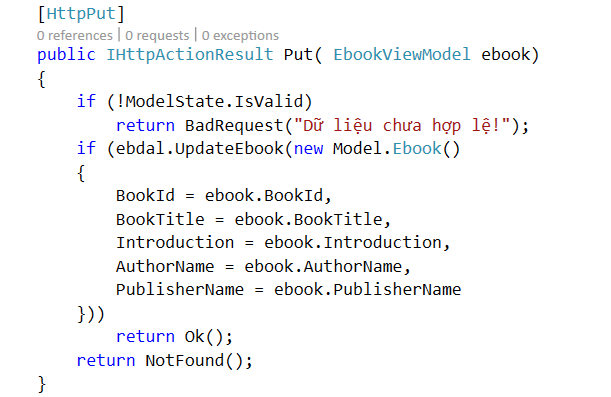 [HttpPut]
0 references | 0 requests | 0 exceptions
public IHttpActionResult Put( EbookViewModel ebook)
{
if (!ModelState.IsValid)
return BadRequest("Dữ liệu chưa hợp lệ!");
if (ebdal.UpdateEbook(new Model.Ebook()
{
BookId = ebook.BookId,
BookTitle = ebook.BookTitle,
Introduction = ebook.Introduction,
AuthorName = ebook.AuthorName,
PublisherName = ebook.PublisherName
}))
return Ok();
return NotFound();
}